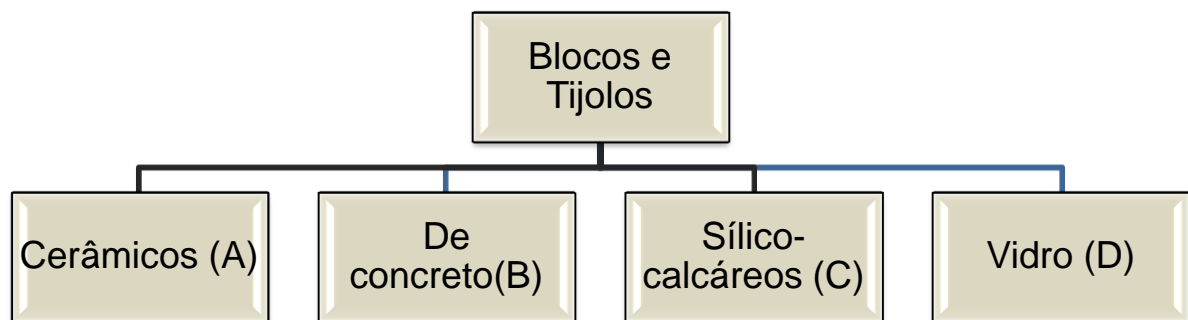 Blocos e
Tijolos
Cerâmicos (A)
De
concreto(B)
Sílico-
calcáreos (C)
Vidro (D)